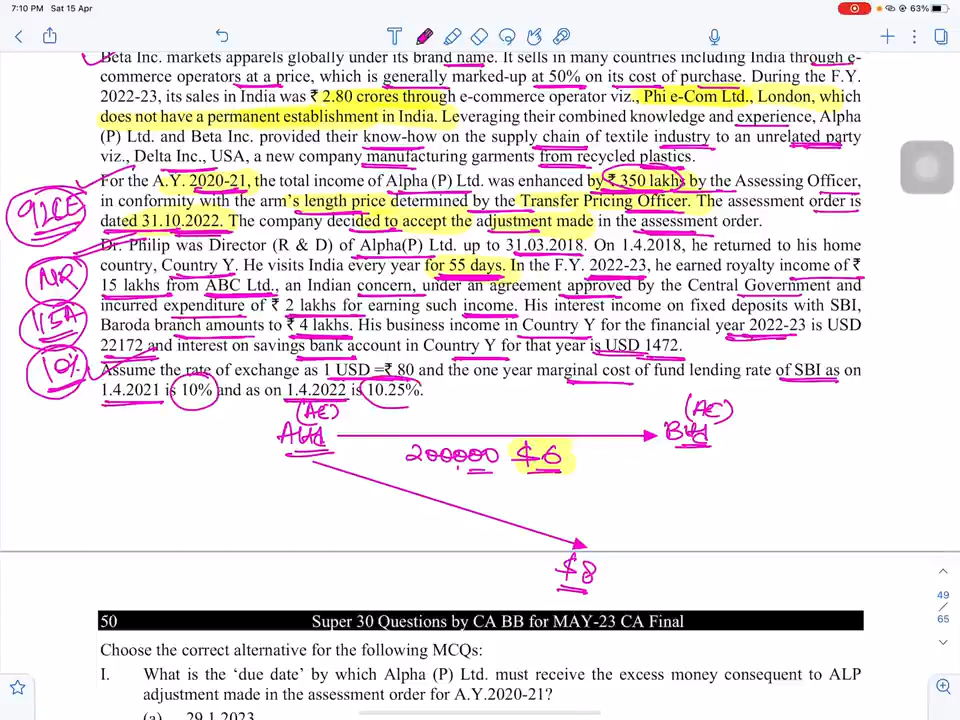 7:10 PM Sat 15 Apr
63%
Beta Inc. markets apparels globally under its brand name. It sells in many countries including India through e-
commerce operators at a price, which is generally marked-up at 50% on its cost of purchase. During the F.Y.
2022-23, its sales in India was ₹ 2.80 crores through e-commerce operator viz., Phi e-Com Ltd., London, which
does not have a permanent establishment in India. Leveraging their combined knowledge and experience, Alpha
(P) Ltd. and Beta Inc. provided their know-how on the supply chain of textile industry to an unrelated party
viz., Delta Inc., USA, a new company manufacturing garments from recycled plastics.
For the A.Y. 2020-21, the total income of Alpha (P) Ltd. was enhanced by ₹ 350 lakhs by the Assessing Officer,
in conformity with the arm's length price determined by the Transfer Pricing Officer. The assessment order is
dated 31.10.2022. The company decided to accept the adjustment made in the assessment order.
92CE
Dr. Philip was Director (R & D) of Alpha(P) Ltd. up to 31.03.2018. On 1.4.2018, he returned to his home
country, Country Y. He visits India every year for 55 days. In the F.Y. 2022-23, he earned royalty income of ₹
15 lakhs from ABC Ltd., an Indian concern, under an agreement approved by the Central Government and
incurred expenditure of ₹ 2 lakhs for earning such income. His interest income on fixed deposits with SBI,
Baroda branch amounts to ₹ 4 lakhs. His business income in Country Y for the financial year 2022-23 is USD
22172 and interest on savings bank account in Country Y for that year is USD 1472.
NR
115A
10%
Assume the rate of exchange as 1 USD =₹ 80 and the one year marginal cost of fund lending rate of SBI as on
1.4.2021 is 10% and as on 1.4.2022 is 10.25%.
(AE) (AE)
200000 $6
$8
50 Super 30 Questions by CA BB for MAY-23 CA Final
Choose the correct alternative for the following MCQs:
I. What is the 'due date' by which Alpha (P) Ltd. must receive the excess money consequent to ALP
adjustment made in the assessment order for A.Y.2020-21?
(a) 29.1.2023
49
/
65